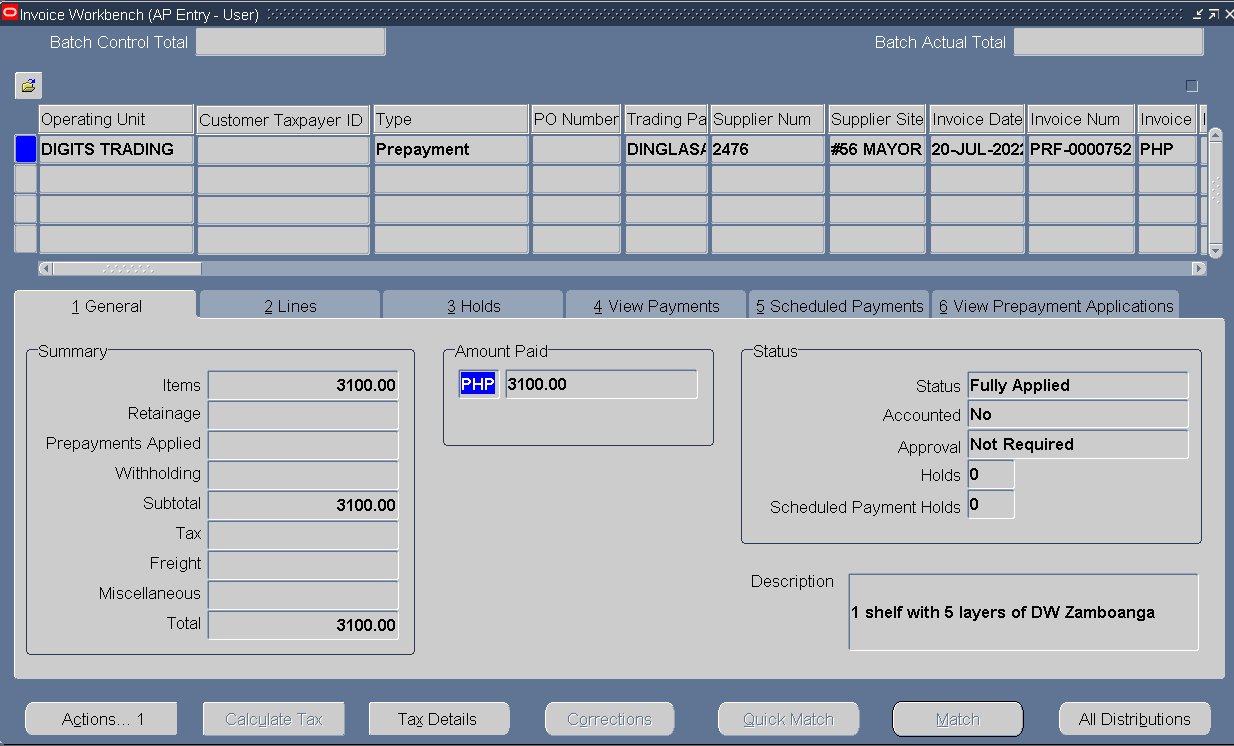 Invoice Workbench (AP Entry - User)
Batch Control Total Batch Actual Total
Operating Unit Customer Taxpayer ID Type PO Number Trading Pa Supplier Num Supplier Site Invoice Date Invoice Num Invoice
DIGITS TRADING Prepayment DINGLASA 2476 #56 MAYOR 20-JUL-2022 PRF-0000752 PHP
1 General 2 Lines 3 Holds 4 View Payments 5 Scheduled Payments 6 View Prepayment Applications
Summary
Items 3100.00
Retainage
Prepayments Applied
Withholding
Subtotal 3100.00
Tax
Freight
Miscellaneous
Total 3100.00
Amount Paid
PHP 3100.00
Status
Status Fully Applied
Accounted No
Approval Not Required
Holds 0
Scheduled Payment Holds 0
Description 1 shelf with 5 layers of DW Zamboanga
Actions... 1 Calculate Tax Tax Details Corrections Quick Match Match All Distributions